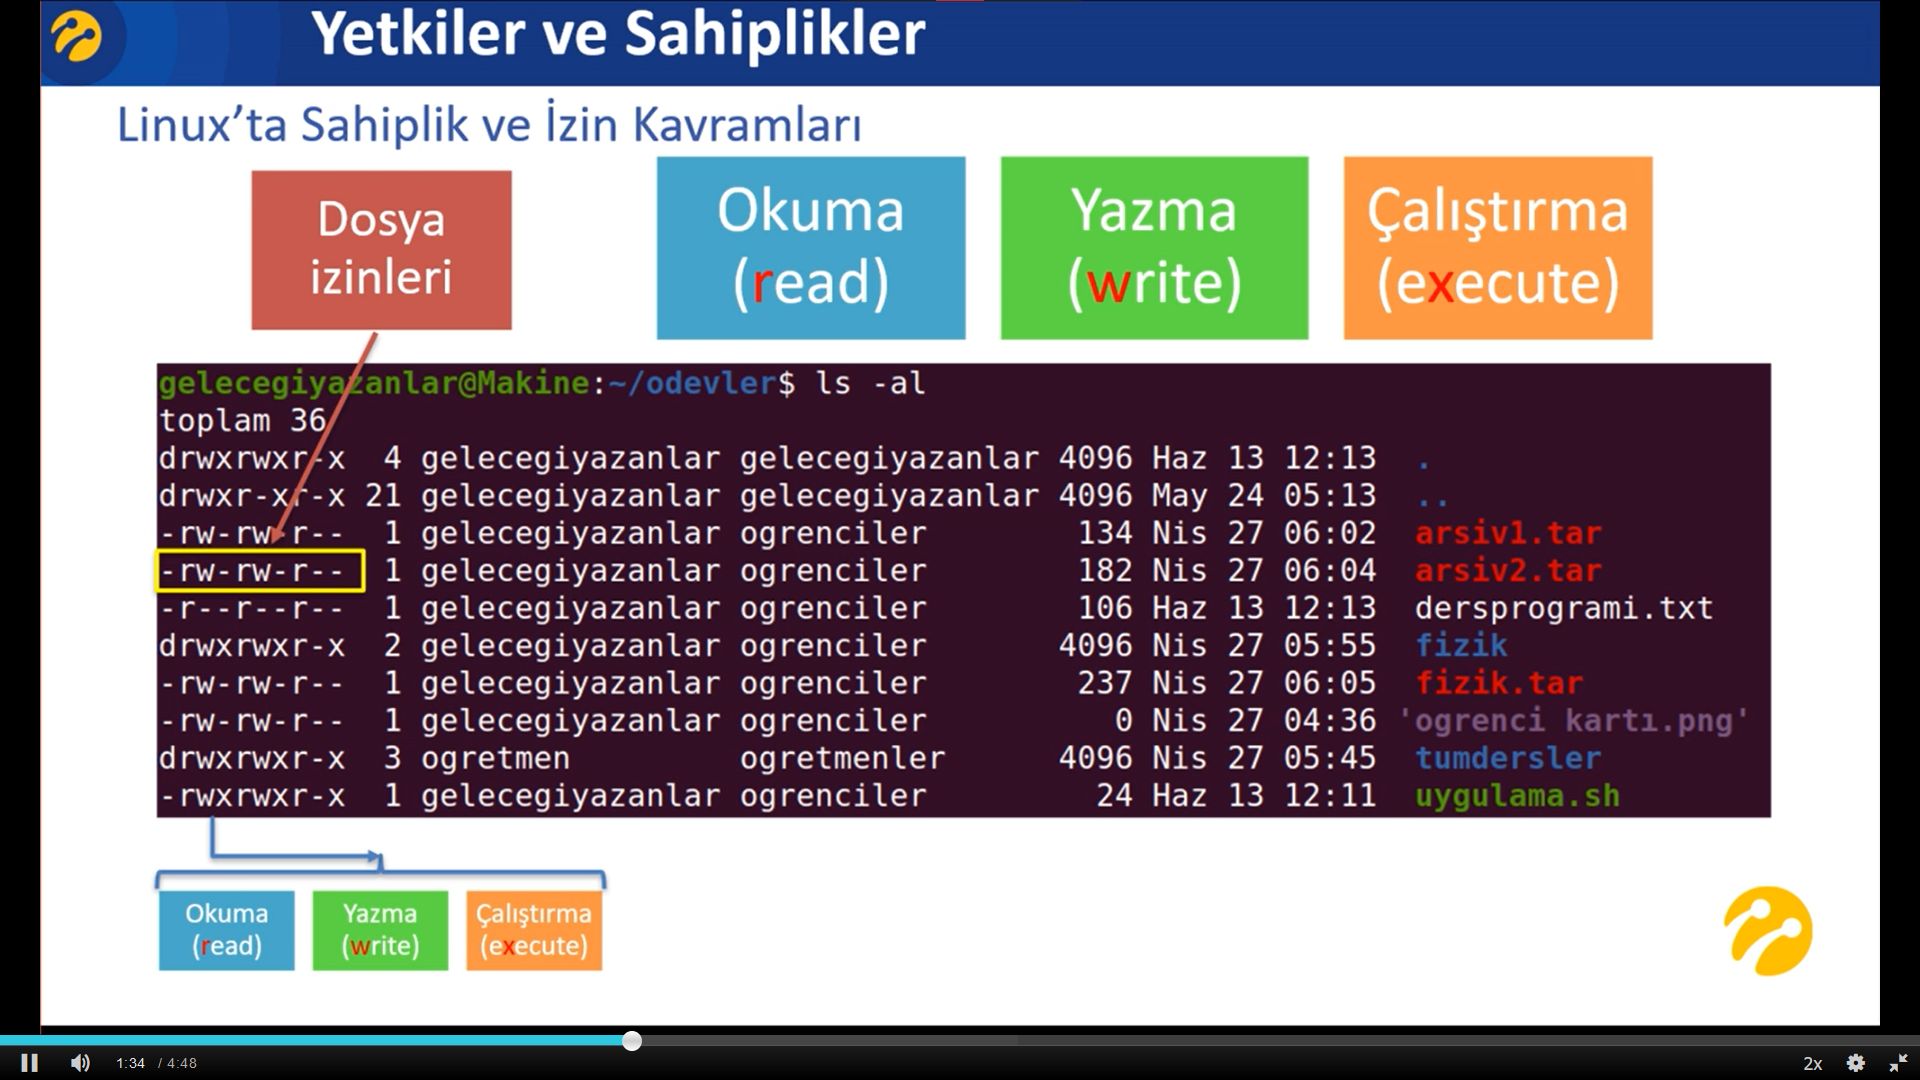 Yetkiler ve Sahiplikler
Linux’ta Sahiplik ve İzin Kavramları
Dosya
izinleri
Okuma
(read)
Yazma
(write)
Çalıştırma
(execute)
gelecegiyazanlar@Makine:~/odevler$ ls -al
toplam 36
drwxrwxr-x  4 gelecegiyazanlar gelecegiyazanlar 4096 Haz 13 12:13  .
drwxr-xr-x 21 gelecegiyazanlar gelecegiyazanlar 4096 May 24 05:13  ..
-rw-rw-r--  1 gelecegiyazanlar ogrenciler        134 Nis 27 06:02  arsiv1.tar
-rw-rw-r--  1 gelecegiyazanlar ogrenciler        182 Nis 27 06:04  arsiv2.tar
-r--r--r--  1 gelecegiyazanlar ogrenciler        106 Haz 13 12:13  dersprogrami.txt
drwxrwxr-x  2 gelecegiyazanlar ogrenciler       4096 Nis 27 05:55  fizik
-rw-rw-r--  1 gelecegiyazanlar ogrenciler        237 Nis 27 06:05  fizik.tar
-rw-rw-r--  1 gelecegiyazanlar ogrenciler          0 Nis 27 04:36 'ogrenci kartı.png'
drwxrwxr-x  3 ogretmen         ogretmenler      4096 Nis 27 05:45  tumdersler
-rwxrwxr-x  1 gelecegiyazanlar ogrenciler         24 Haz 13 12:11  uygulama.sh
Okuma
(read)
Yazma
(write)
Çalıştırma
(execute)
1:34 / 4:48
2x